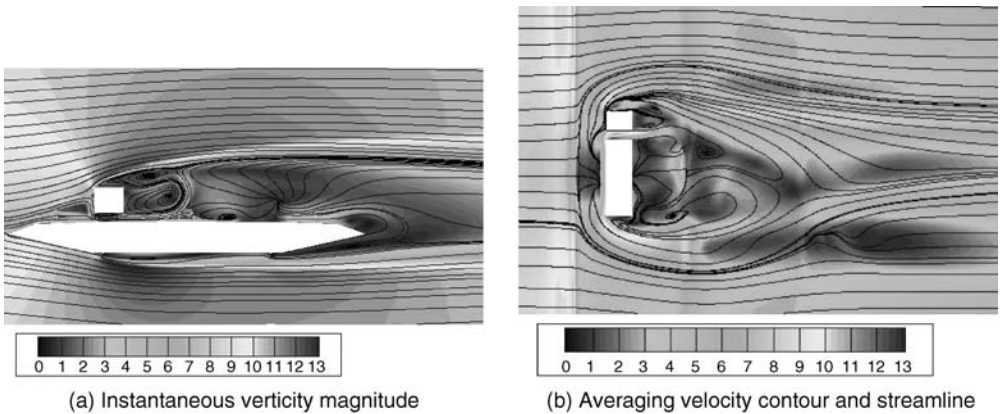 0 1 2 3 4 5 6 7 8 9 10 11 12 13
0 1 2 3 4 5 6 7 8 9 10 11 12 13
(a) Instantaneous verticity magnitude
(b) Averaging velocity contour and streamline